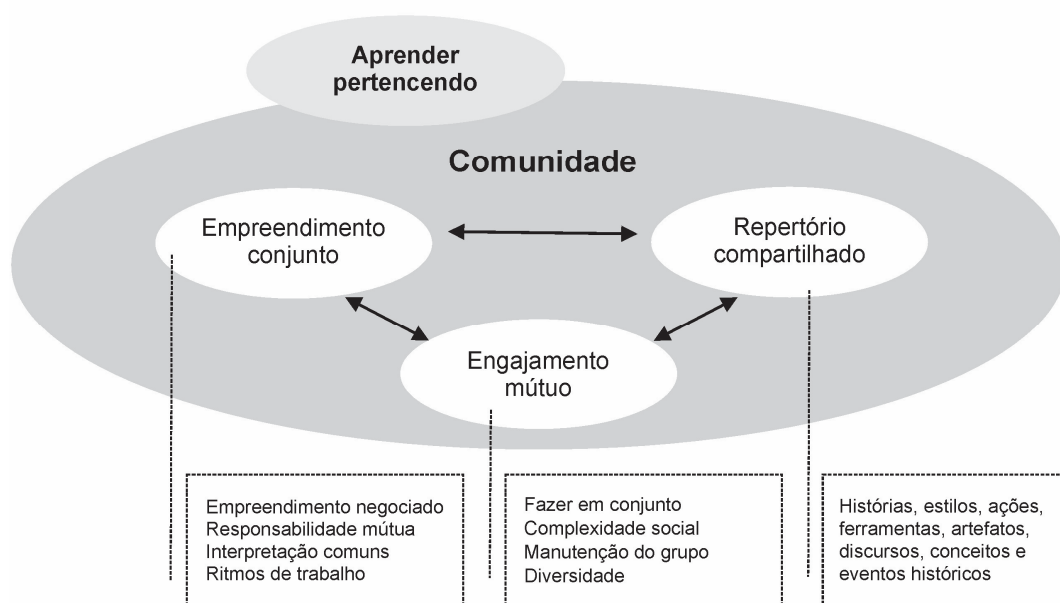 Aprender
pertencendo
Comunidade
Empreendimento
conjunto
Repertório
compartilhado
Engajamento
mútuo
Empreendimento negociado
Responsabilidade mútua
Interpretação comuns
Ritmos de trabalho
Fazer em conjunto
Complexidade social
Manutenção do grupo
Diversidade
Histórias, estilos, ações,
ferramentas, artefatos,
discursos, conceitos e
eventos históricos